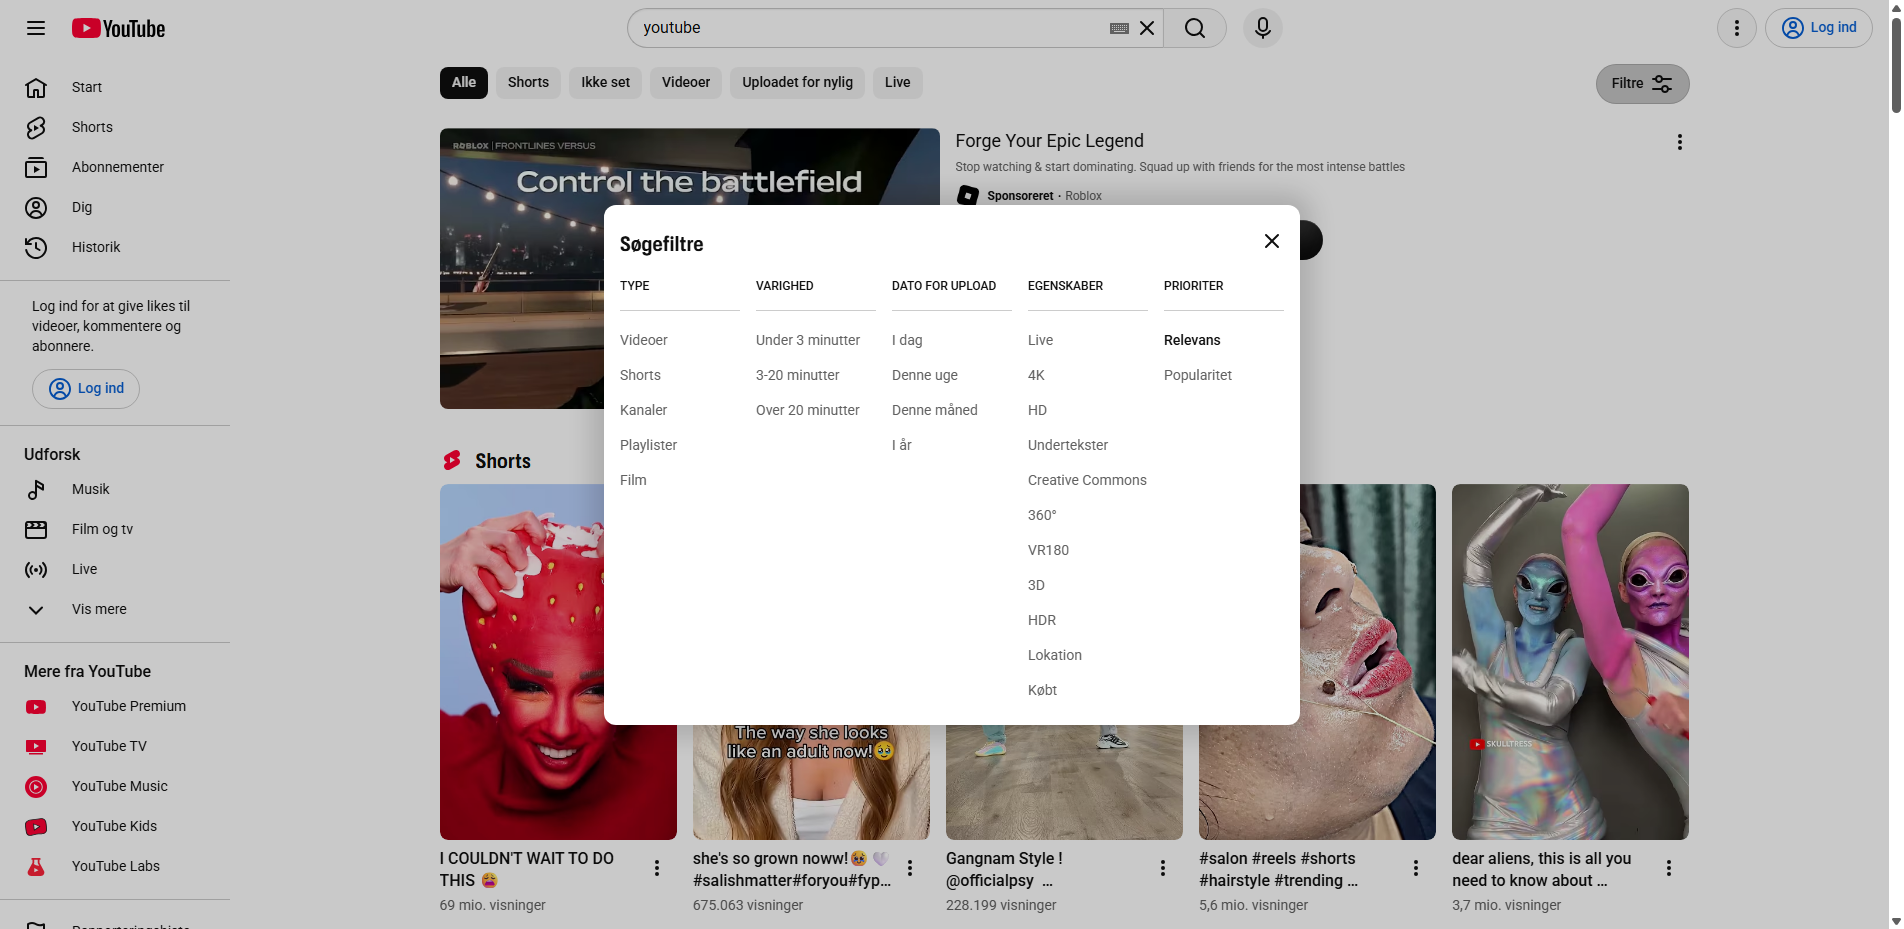 YouTube
youtube
Log ind
Start
Shorts
Abonnementer
Dig
Historik
Log ind for at give likes til
videoer, kommentere og
abonnere.
Log ind
Udforsk
Musik
Film og tv
Live
Vis mere
Mere fra YouTube
YouTube Premium
YouTube TV
YouTube Music
YouTube Kids
YouTube Labs
Alle
Shorts
Ikke set
Videoer
Uploadet for nylig
Live
Filtre
ROBLOX | FRONTLINES VERSUS
Control the battlefield
Forge Your Epic Legend
Stop watching & start dominating. Squad up with friends for the most intense battles
Sponsoreret · Roblox
Søgefiltre
TYPE
Videoer
Shorts
Kanaler
Playlister
Film
VARIGHED
Under 3 minutter
3-20 minutter
Over 20 minutter
DATO FOR UPLOAD
I dag
Denne uge
Denne måned
I år
EGENSKABER
Live
4K
HD
Undertekster
Creative Commons
360°
VR180
3D
HDR
Lokation
Købt
PRIORITER
Relevans
Popularitet
Shorts
The way she looks
like an adult now!🥹
SKULLTRESS
I COULDN'T WAIT TO DO
THIS 😩
69 mio. visninger
she's so grown noww!🥹 🤍
#salishmatter#foryou#fyp...
675.063 visninger
Gangnam Style !
@officialpsy ...
228.199 visninger
#salon #reels #shorts
#hairstyle #trending ...
5,6 mio. visninger
dear aliens, this is all you
need to know about ...
3,7 mio. visninger